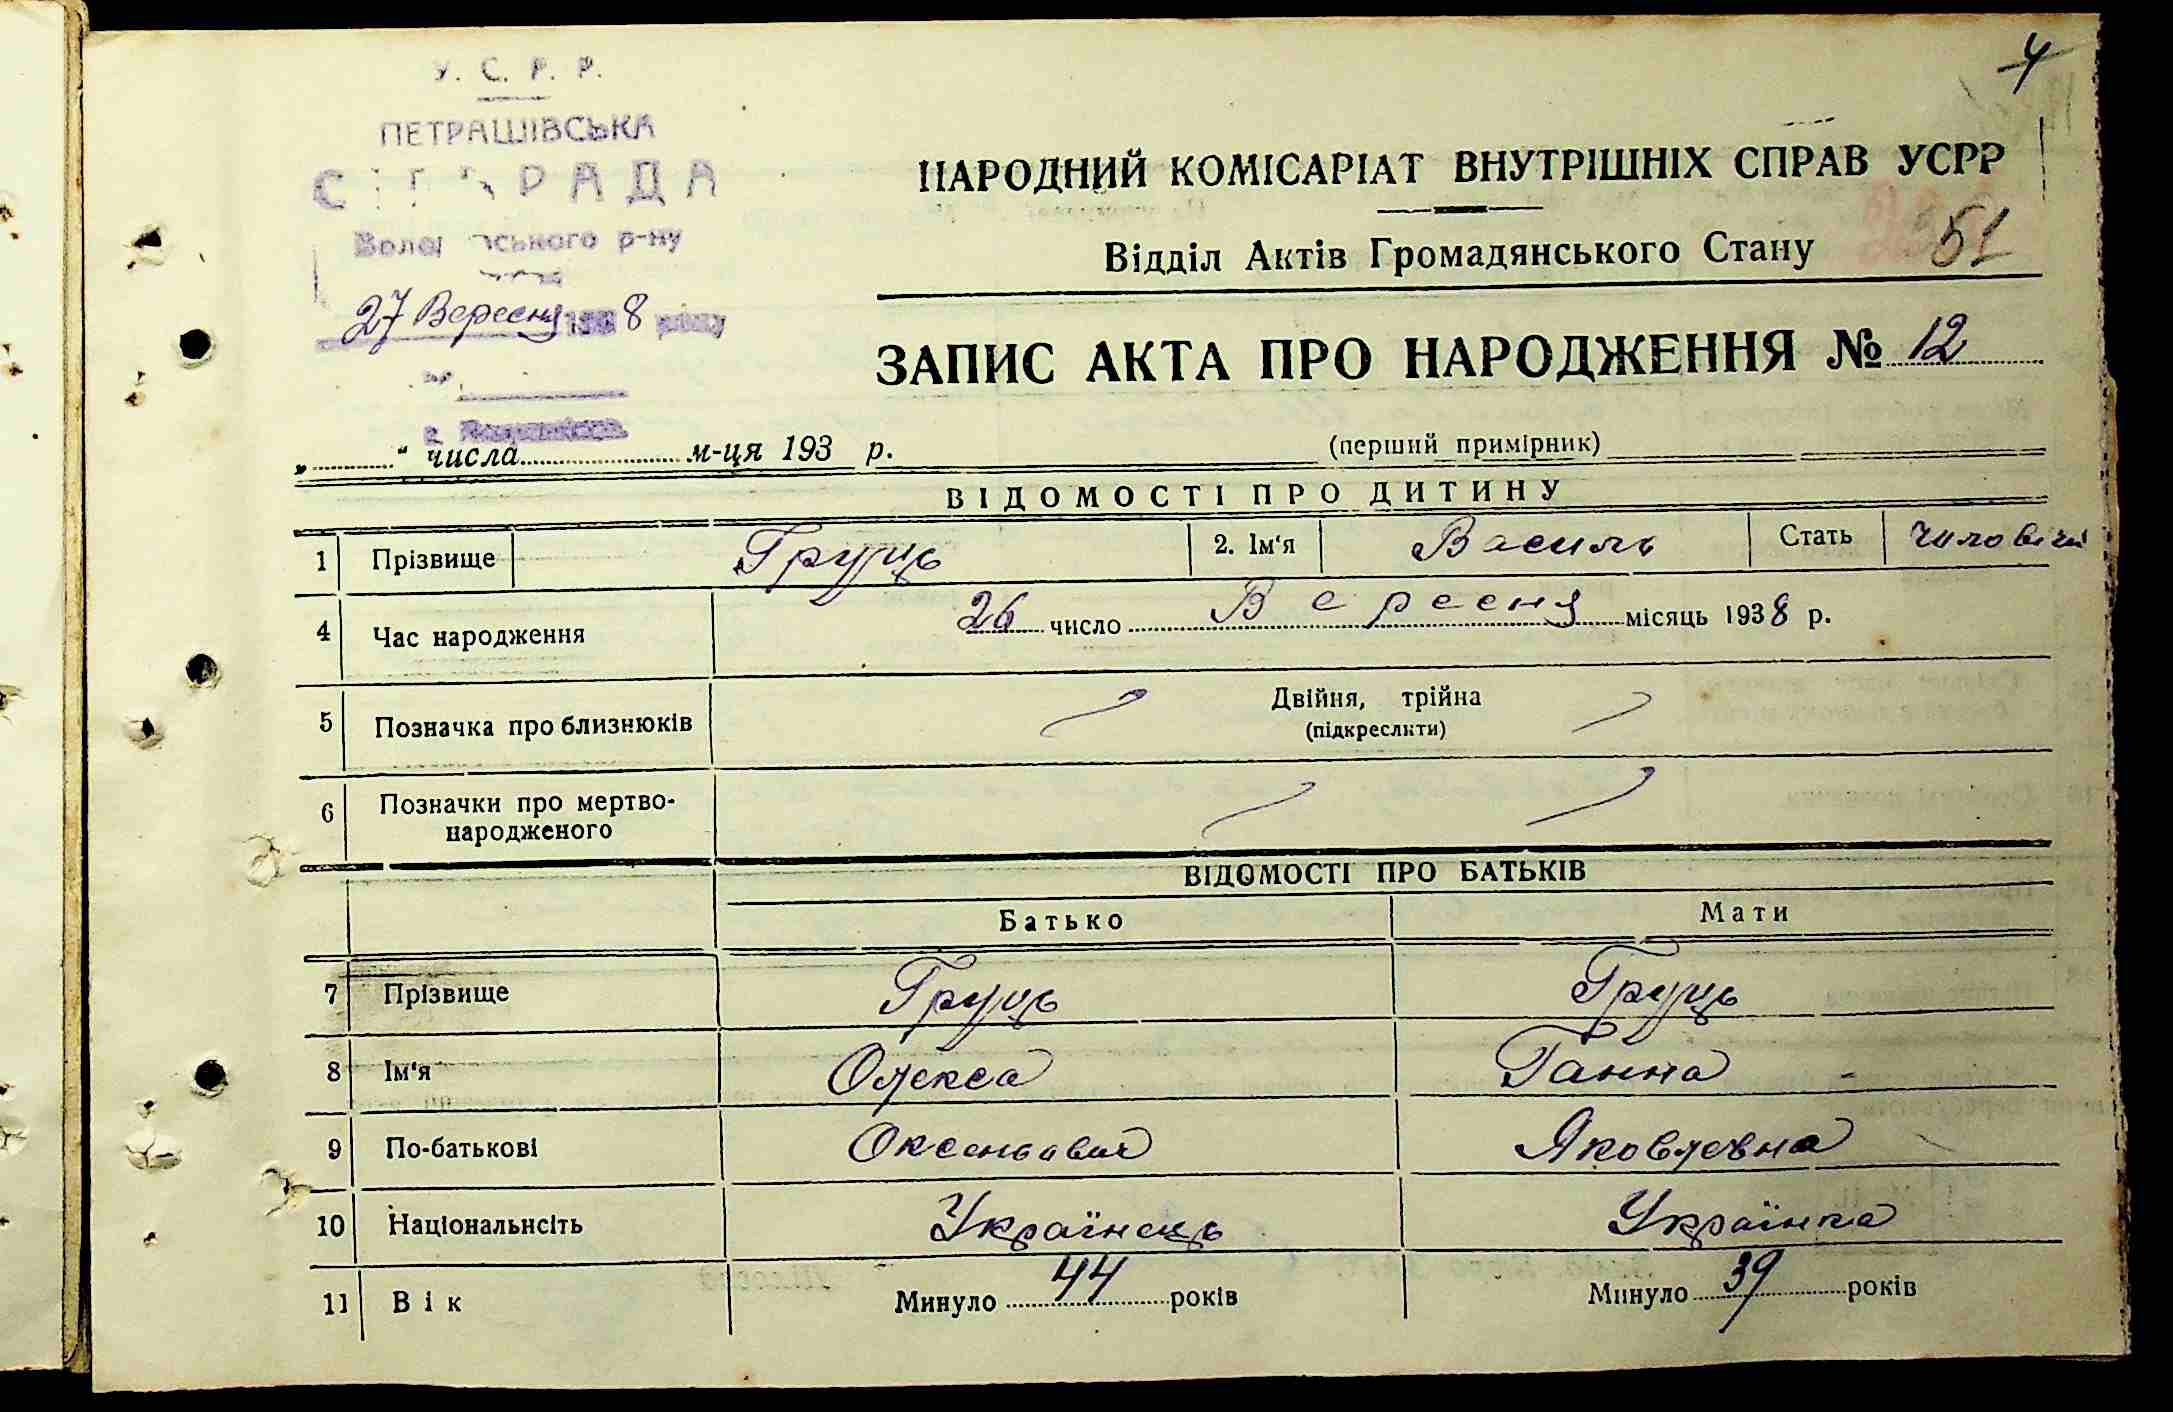 4
У. С. Р. Р.
ПЕТРАШІВСЬКА
РАДА
р-ну
27 Вересня 8 року
НАРОДНИЙ КОМІСАРІАТ ВНУТРІШНІХ СПРАВ УСРР
Відділ Актів Громадянського Стану 51
ЗАПИС АКТА ПРО НАРОДЖЕННЯ № 12
„ “ числа м-ця 193 р. (перший примірник)
ВІДОМОСТІ ПРО ДИТИНУ
1 Прізвище Груць 2. Ім‘я Василь Стать
4 Час народження 26 число Вересня місяць 1938 р.
5 Позначка про близнюків Двійня, трійна
(підкреслити)
6 Позначки про мертво-
народженого
ВІДОМОСТІ ПРО БАТЬКІВ
Батько Мати
7 Прізвище Груць Груць
8 Ім‘я Олекса Ганна
9 По-батькові Яковлевна
10 Національнсіть Українець Українка
11 Вік Минуло 44 років Минуло 39 років